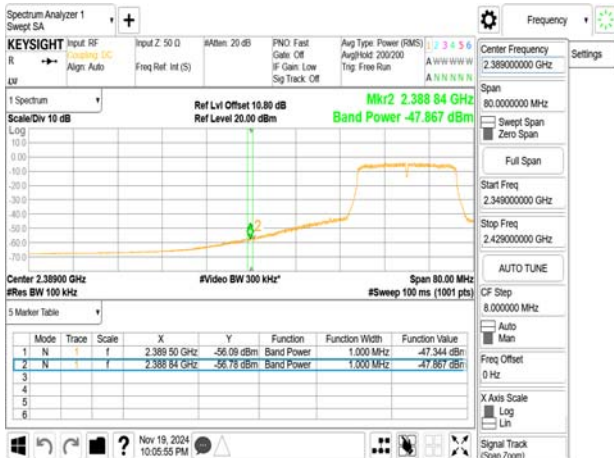 Spectrum Analyzer 1
Swept SA
Frequency
KEYSIGHT
R
Input: RF
Coupling: DC
Align: Auto
Input Z: 50 Ω
Freq Ref: Int (S)
#Atten: 20 dB
PNO: Fast
Gate: Off
IF Gain: Low
Sig Track: Off
Avg Type: Power (RMS)
Avg|Hold: 200/200
Trig: Free Run
1 2 3 4 5 6
A W W W W W
A N N N N N
Settings
Center Frequency
2.389000000 GHz
Span
80.0000000 MHz
Swept Span
Zero Span
Full Span
Start Freq
2.349000000 GHz
Stop Freq
2.429000000 GHz
AUTO TUNE
CF Step
8.000000 MHz
Auto
Man
Freq Offset
0 Hz
X Axis Scale
Log
Lin
Signal Track
(Span Zoom)
1 Spectrum
Scale/Div 10 dB
Ref Lvl Offset 10.80 dB
Ref Level 20.00 dBm
Mkr2 2.388 84 GHz
Band Power -47.867 dBm
Log
10.0
0.00
-10.0
-20.0
-30.0
-40.0
-50.0
-60.0
-70.0
2
Center 2.38900 GHz
#Res BW 100 kHz
#Video BW 300 kHz*
Span 80.00 MHz
#Sweep 100 ms (1001 pts)
5 Marker Table
Mode Trace Scale X Y Function Function Width Function Value
1 N 1 f 2.389 50 GHz -56.09 dBm Band Power 1.000 MHz -47.344 dBm
2 N 1 f 2.388 84 GHz -56.78 dBm Band Power 1.000 MHz -47.867 dBm
3
4
5
6
?
Nov 19, 2024
10:05:55 PM